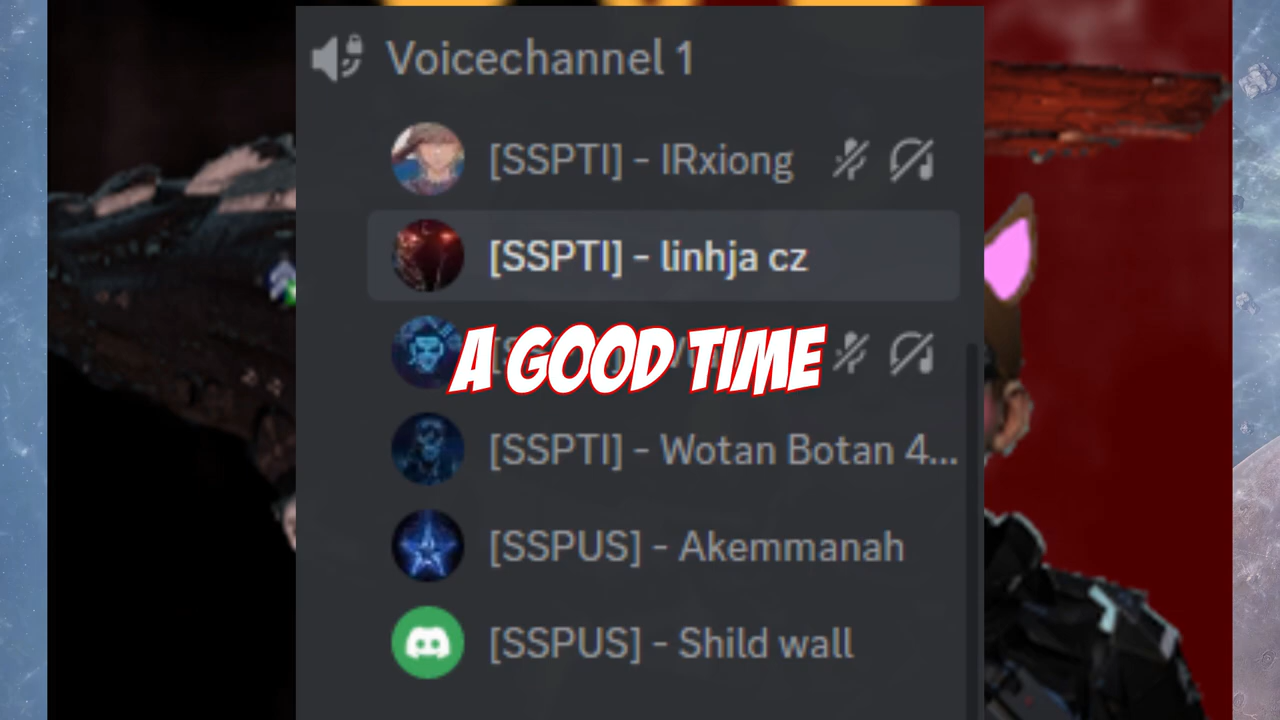 Voicechannel 1
[SSPTI] - IRxiong
[SSPTI] - linhja cz
A GOOD TIME
[SSPTI] - Wotan Botan 4...
[SSPUS] - Akemmanah
[SSPUS] - Shild wall